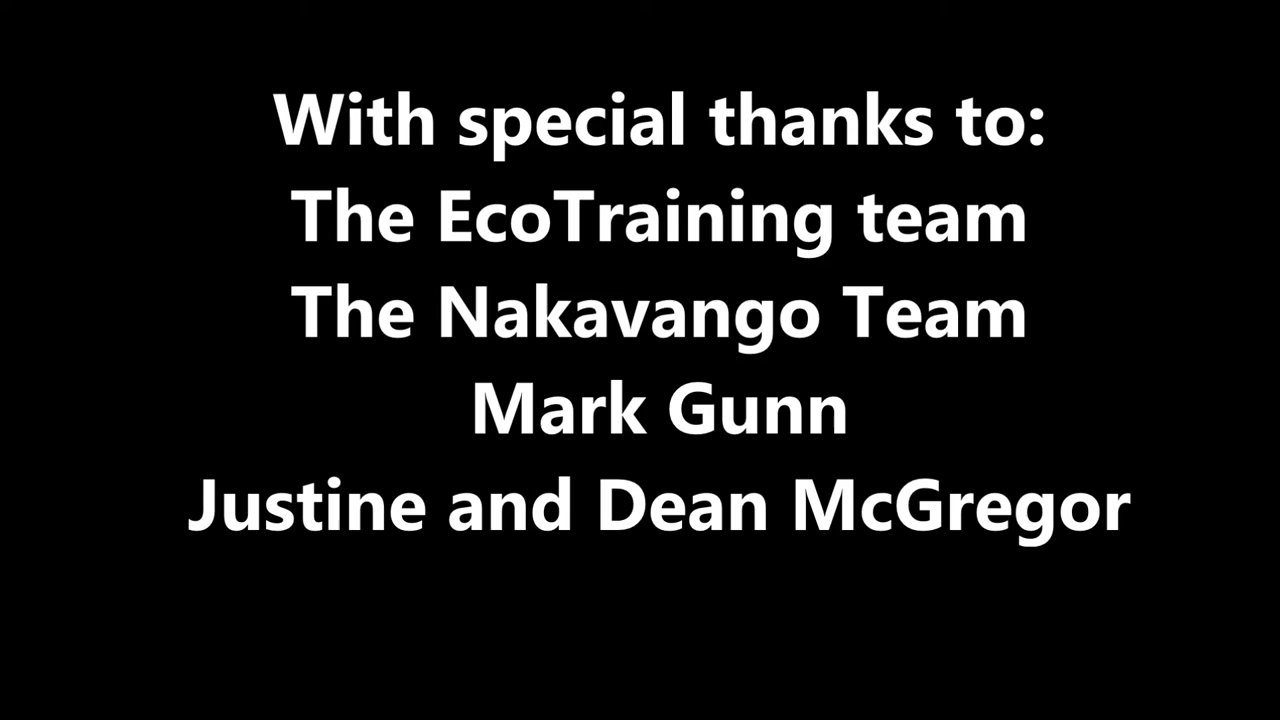 With special thanks to:
The EcoTraining team
The Nakavango Team
Mark Gunn
Justine and Dean McGregor